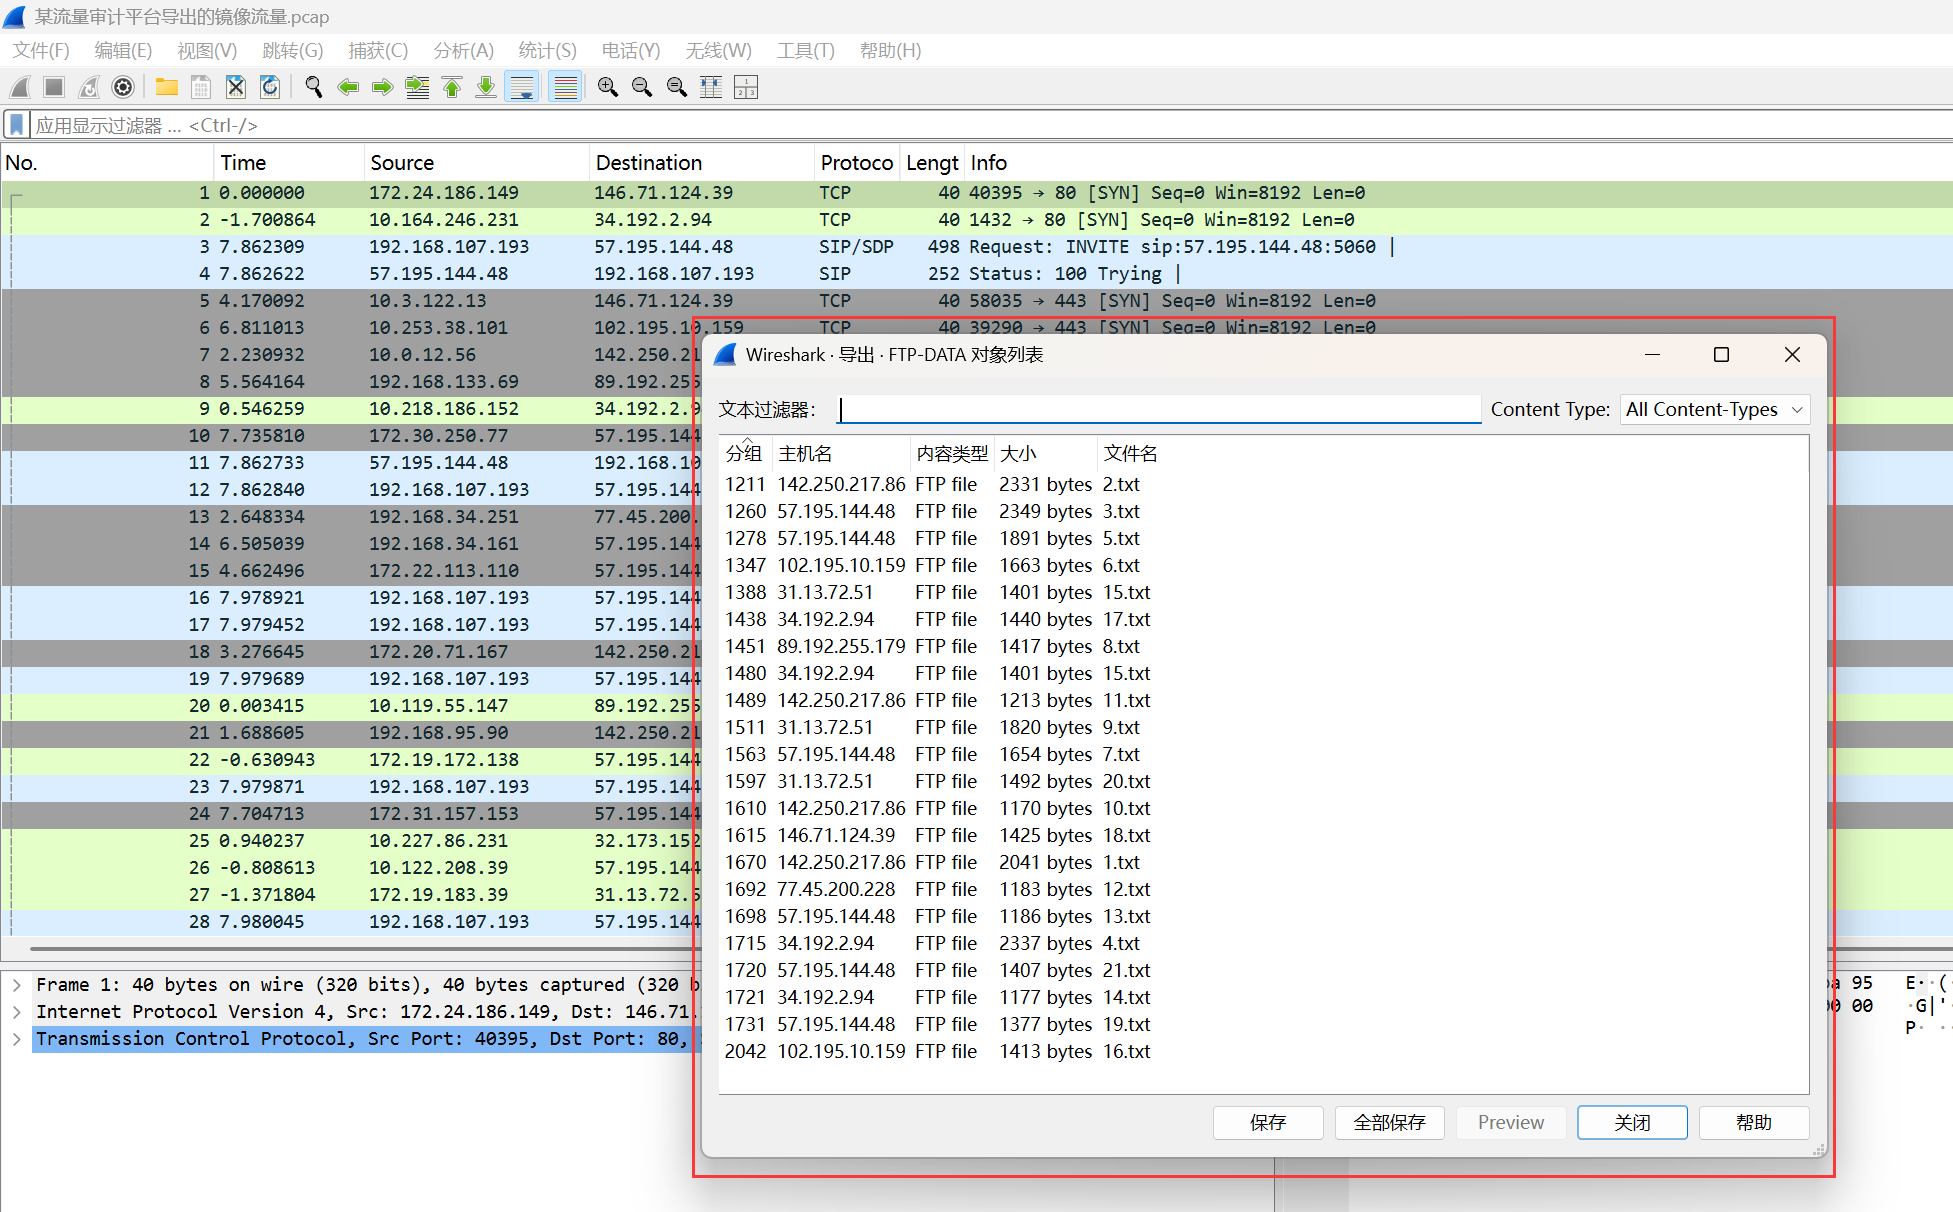 某流量审计平台导出的镜像流量.pcap
文件(F) 编辑(E) 视图(V) 跳转(G) 捕获(C) 分析(A) 统计(S) 电话(Y) 无线(W) 工具(T) 帮助(H)
应用显示过滤器 … <Ctrl-/>
No. Time Source Destination Protoco Lengt Info
1 0.000000 172.24.186.149 146.71.124.39 TCP 40 40395 → 80 [SYN] Seq=0 Win=8192 Len=0
2 -1.700864 10.164.246.231 34.192.2.94 TCP 40 1432 → 80 [SYN] Seq=0 Win=8192 Len=0
3 7.862309 192.168.107.193 57.195.144.48 SIP/SDP 498 Request: INVITE sip:57.195.144.48:5060 |
4 7.862622 57.195.144.48 192.168.107.193 SIP 252 Status: 100 Trying |
5 4.170092 10.3.122.13 146.71.124.39 TCP 40 58035 → 443 [SYN] Seq=0 Win=8192 Len=0
6 6.811013 10.253.38.101 102.195.10.159 TCP 40 39290 → 443 [SYN] Seq=0 Win=8192 Len=0
7 2.230932 10.0.12.56 142.250.21
8 5.564164 192.168.133.69 89.192.255
9 0.546259 10.218.186.152 34.192.2.9
10 7.735810 172.30.250.77 57.195.144
11 7.862733 57.195.144.48 192.168.10
12 7.862840 192.168.107.193 57.195.144
13 2.648334 192.168.34.251 77.45.200.
14 6.505039 192.168.34.161 57.195.144
15 4.662496 172.22.113.110 57.195.144
16 7.978921 192.168.107.193 57.195.144
17 7.979452 192.168.107.193 57.195.144
18 3.276645 172.20.71.167 142.250.21
19 7.979689 192.168.107.193 57.195.144
20 0.003415 10.119.55.147 89.192.255
21 1.688605 192.168.95.90 142.250.21
22 -0.630943 172.19.172.138 57.195.144
23 7.979871 192.168.107.193 57.195.144
24 7.704713 172.31.157.153 57.195.144
25 0.940237 10.227.86.231 32.173.152
26 -0.808613 10.122.208.39 57.195.144
27 -1.371804 172.19.183.39 31.13.72.5
28 7.980045 192.168.107.193 57.195.144
Wireshark · 导出 · FTP-DATA 对象列表
文本过滤器: Content Type: All Content-Types
分组 主机名 内容类型 大小 文件名
1211 142.250.217.86 FTP file 2331 bytes 2.txt
1260 57.195.144.48 FTP file 2349 bytes 3.txt
1278 57.195.144.48 FTP file 1891 bytes 5.txt
1347 102.195.10.159 FTP file 1663 bytes 6.txt
1388 31.13.72.51 FTP file 1401 bytes 15.txt
1438 34.192.2.94 FTP file 1440 bytes 17.txt
1451 89.192.255.179 FTP file 1417 bytes 8.txt
1480 34.192.2.94 FTP file 1401 bytes 15.txt
1489 142.250.217.86 FTP file 1213 bytes 11.txt
1511 31.13.72.51 FTP file 1820 bytes 9.txt
1563 57.195.144.48 FTP file 1654 bytes 7.txt
1597 31.13.72.51 FTP file 1492 bytes 20.txt
1610 142.250.217.86 FTP file 1170 bytes 10.txt
1615 146.71.124.39 FTP file 1425 bytes 18.txt
1670 142.250.217.86 FTP file 2041 bytes 1.txt
1692 77.45.200.228 FTP file 1183 bytes 12.txt
1698 57.195.144.48 FTP file 1186 bytes 13.txt
1715 34.192.2.94 FTP file 2337 bytes 4.txt
1720 57.195.144.48 FTP file 1407 bytes 21.txt
1721 34.192.2.94 FTP file 1177 bytes 14.txt
1731 57.195.144.48 FTP file 1377 bytes 19.txt
2042 102.195.10.159 FTP file 1413 bytes 16.txt
保存 全部保存 Preview 关闭 帮助
Frame 1: 40 bytes on wire (320 bits), 40 bytes captured (320 b
Internet Protocol Version 4, Src: 172.24.186.149, Dst: 146.71.
Transmission Control Protocol, Src Port: 40395, Dst Port: 80,
95 E··(·
00 00 ·G|'·
P· ··